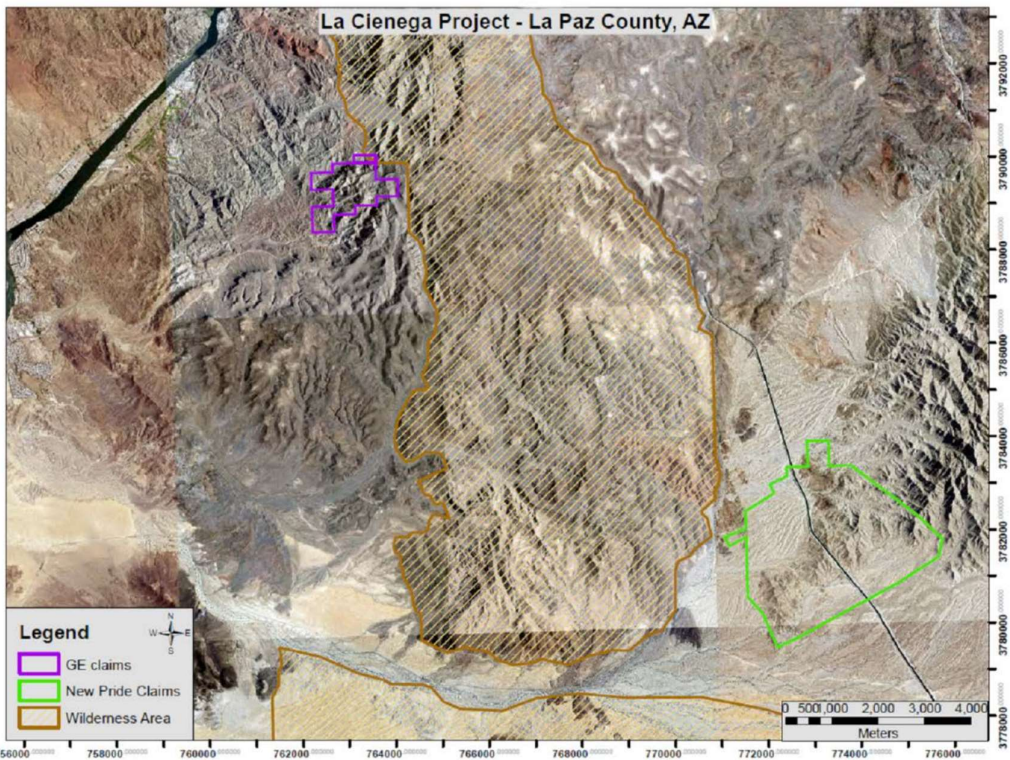 La Cienega Project - La Paz County, AZ
3792000
3790000
3788000
3786000
3784000
3782000
3780000
3778000
Legend
N
W E
S
GE claims
New Pride Claims
Wilderness Area
0 500 1,000 2,000 3,000 4,000
Meters
56000 758000 760000 762000 764000 766000 768000 770000 772000 774000 776000